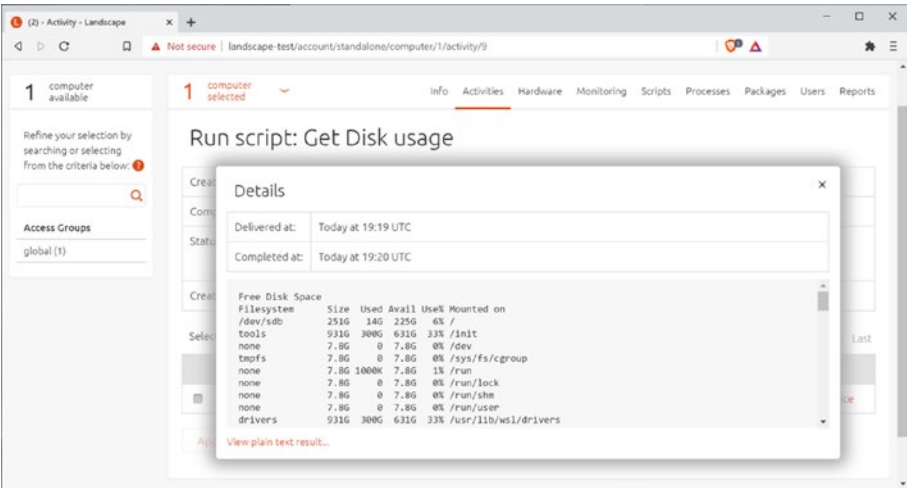 (2) - Activity - Landscape
Not secure landscape-test/account/standalone/computer/1/activity/9
1 computer available
1 computer selected
Info Activities Hardware Monitoring Scripts Processes Packages Users Reports
Refine your selection by
searching or selecting
from the criteria below: ?
Access Groups
global (1)
Run script: Get Disk usage
Creat
Comp
Statu
Creat
Selec
Last
Details
Delivered at: Today at 19:19 UTC
Completed at: Today at 19:20 UTC
Free Disk Space
Filesystem Size Used Avail Use% Mounted on
/dev/sdb 251G 14G 225G 6% /
tools 931G 300G 631G 33% /init
none 7.8G 0 7.8G 0% /dev
tmpfs 7.8G 0 7.8G 0% /sys/fs/cgroup
none 7.8G 1000K 7.8G 1% /run
none 7.8G 0 7.8G 0% /run/lock
none 7.8G 0 7.8G 0% /run/shm
none 7.8G 0 7.8G 0% /run/user
drivers 931G 300G 631G 33% /usr/lib/wsl/drivers
View plain text result...